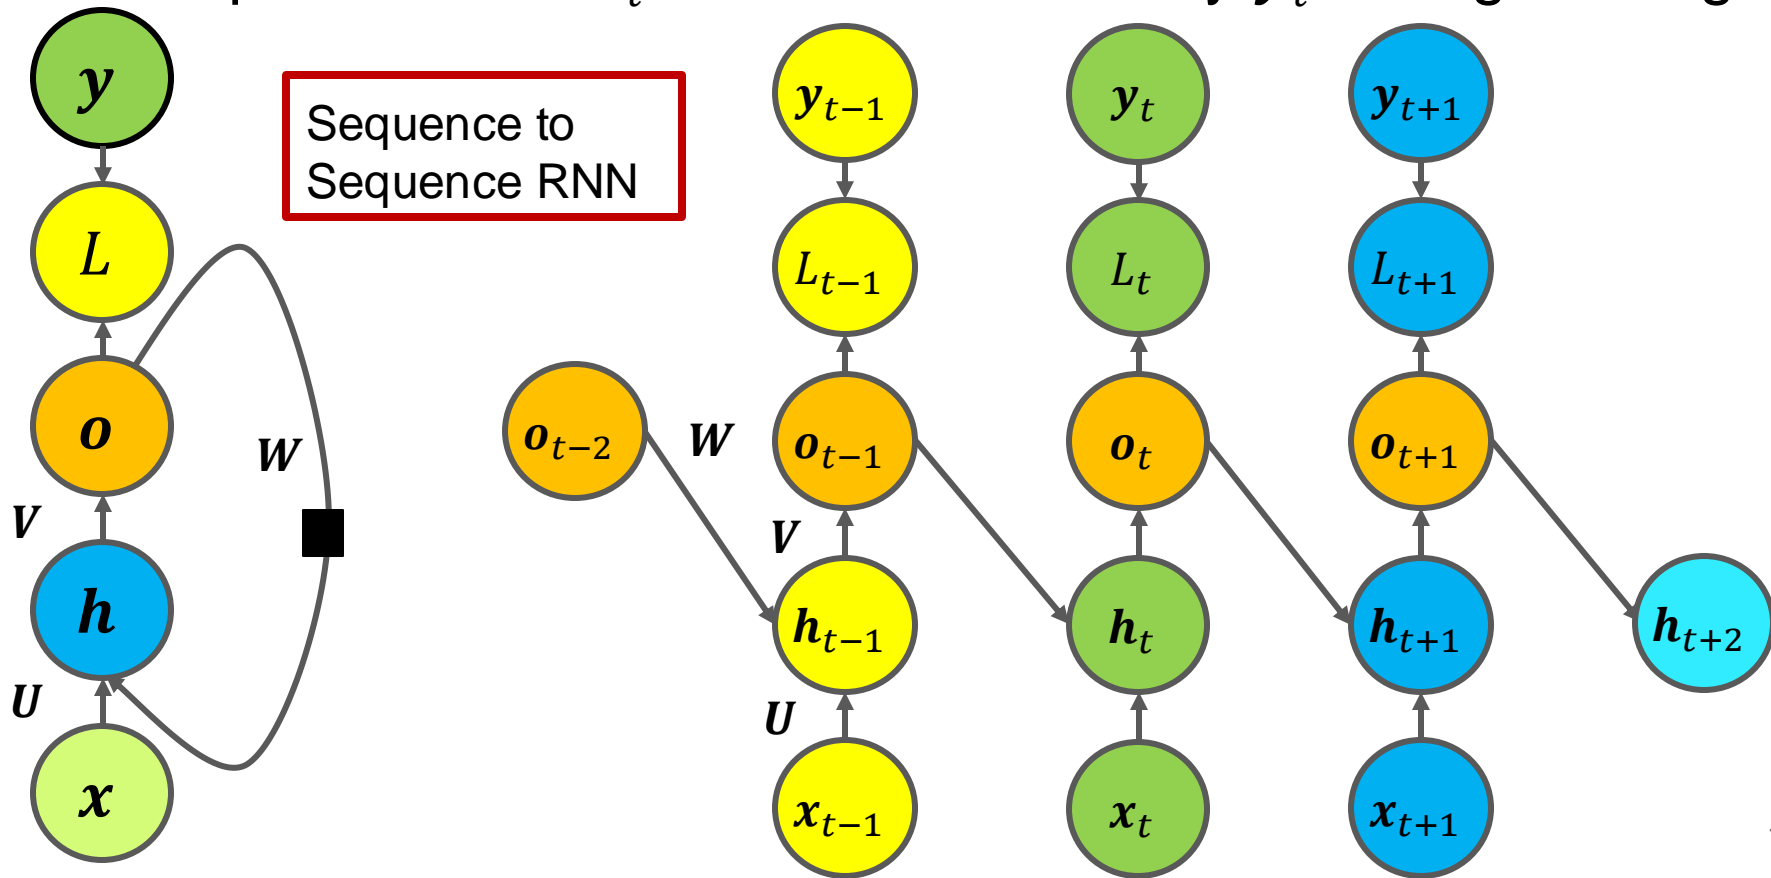 y
L
o
h
x
W
V
U
Sequence to
Sequence RNN
y_{t−1} y_t y_{t+1}
L_{t−1} L_t L_{t+1}
o_{t−2} W o_{t−1} o_t o_{t+1}
V
h_{t−1} h_t h_{t+1} h_{t+2}
U
x_{t−1} x_t x_{t+1}